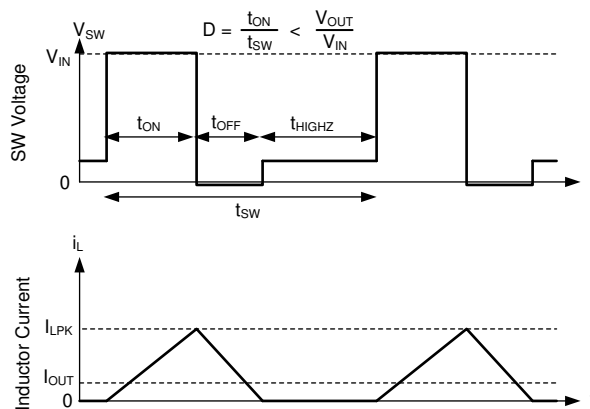 V_SW
D = t_ON / t_SW < V_OUT / V_IN
V_IN
SW Voltage
t_ON
t_OFF
t_HIGHZ
0
t_SW
i_L
Inductor Current
I_LPK
I_OUT
0